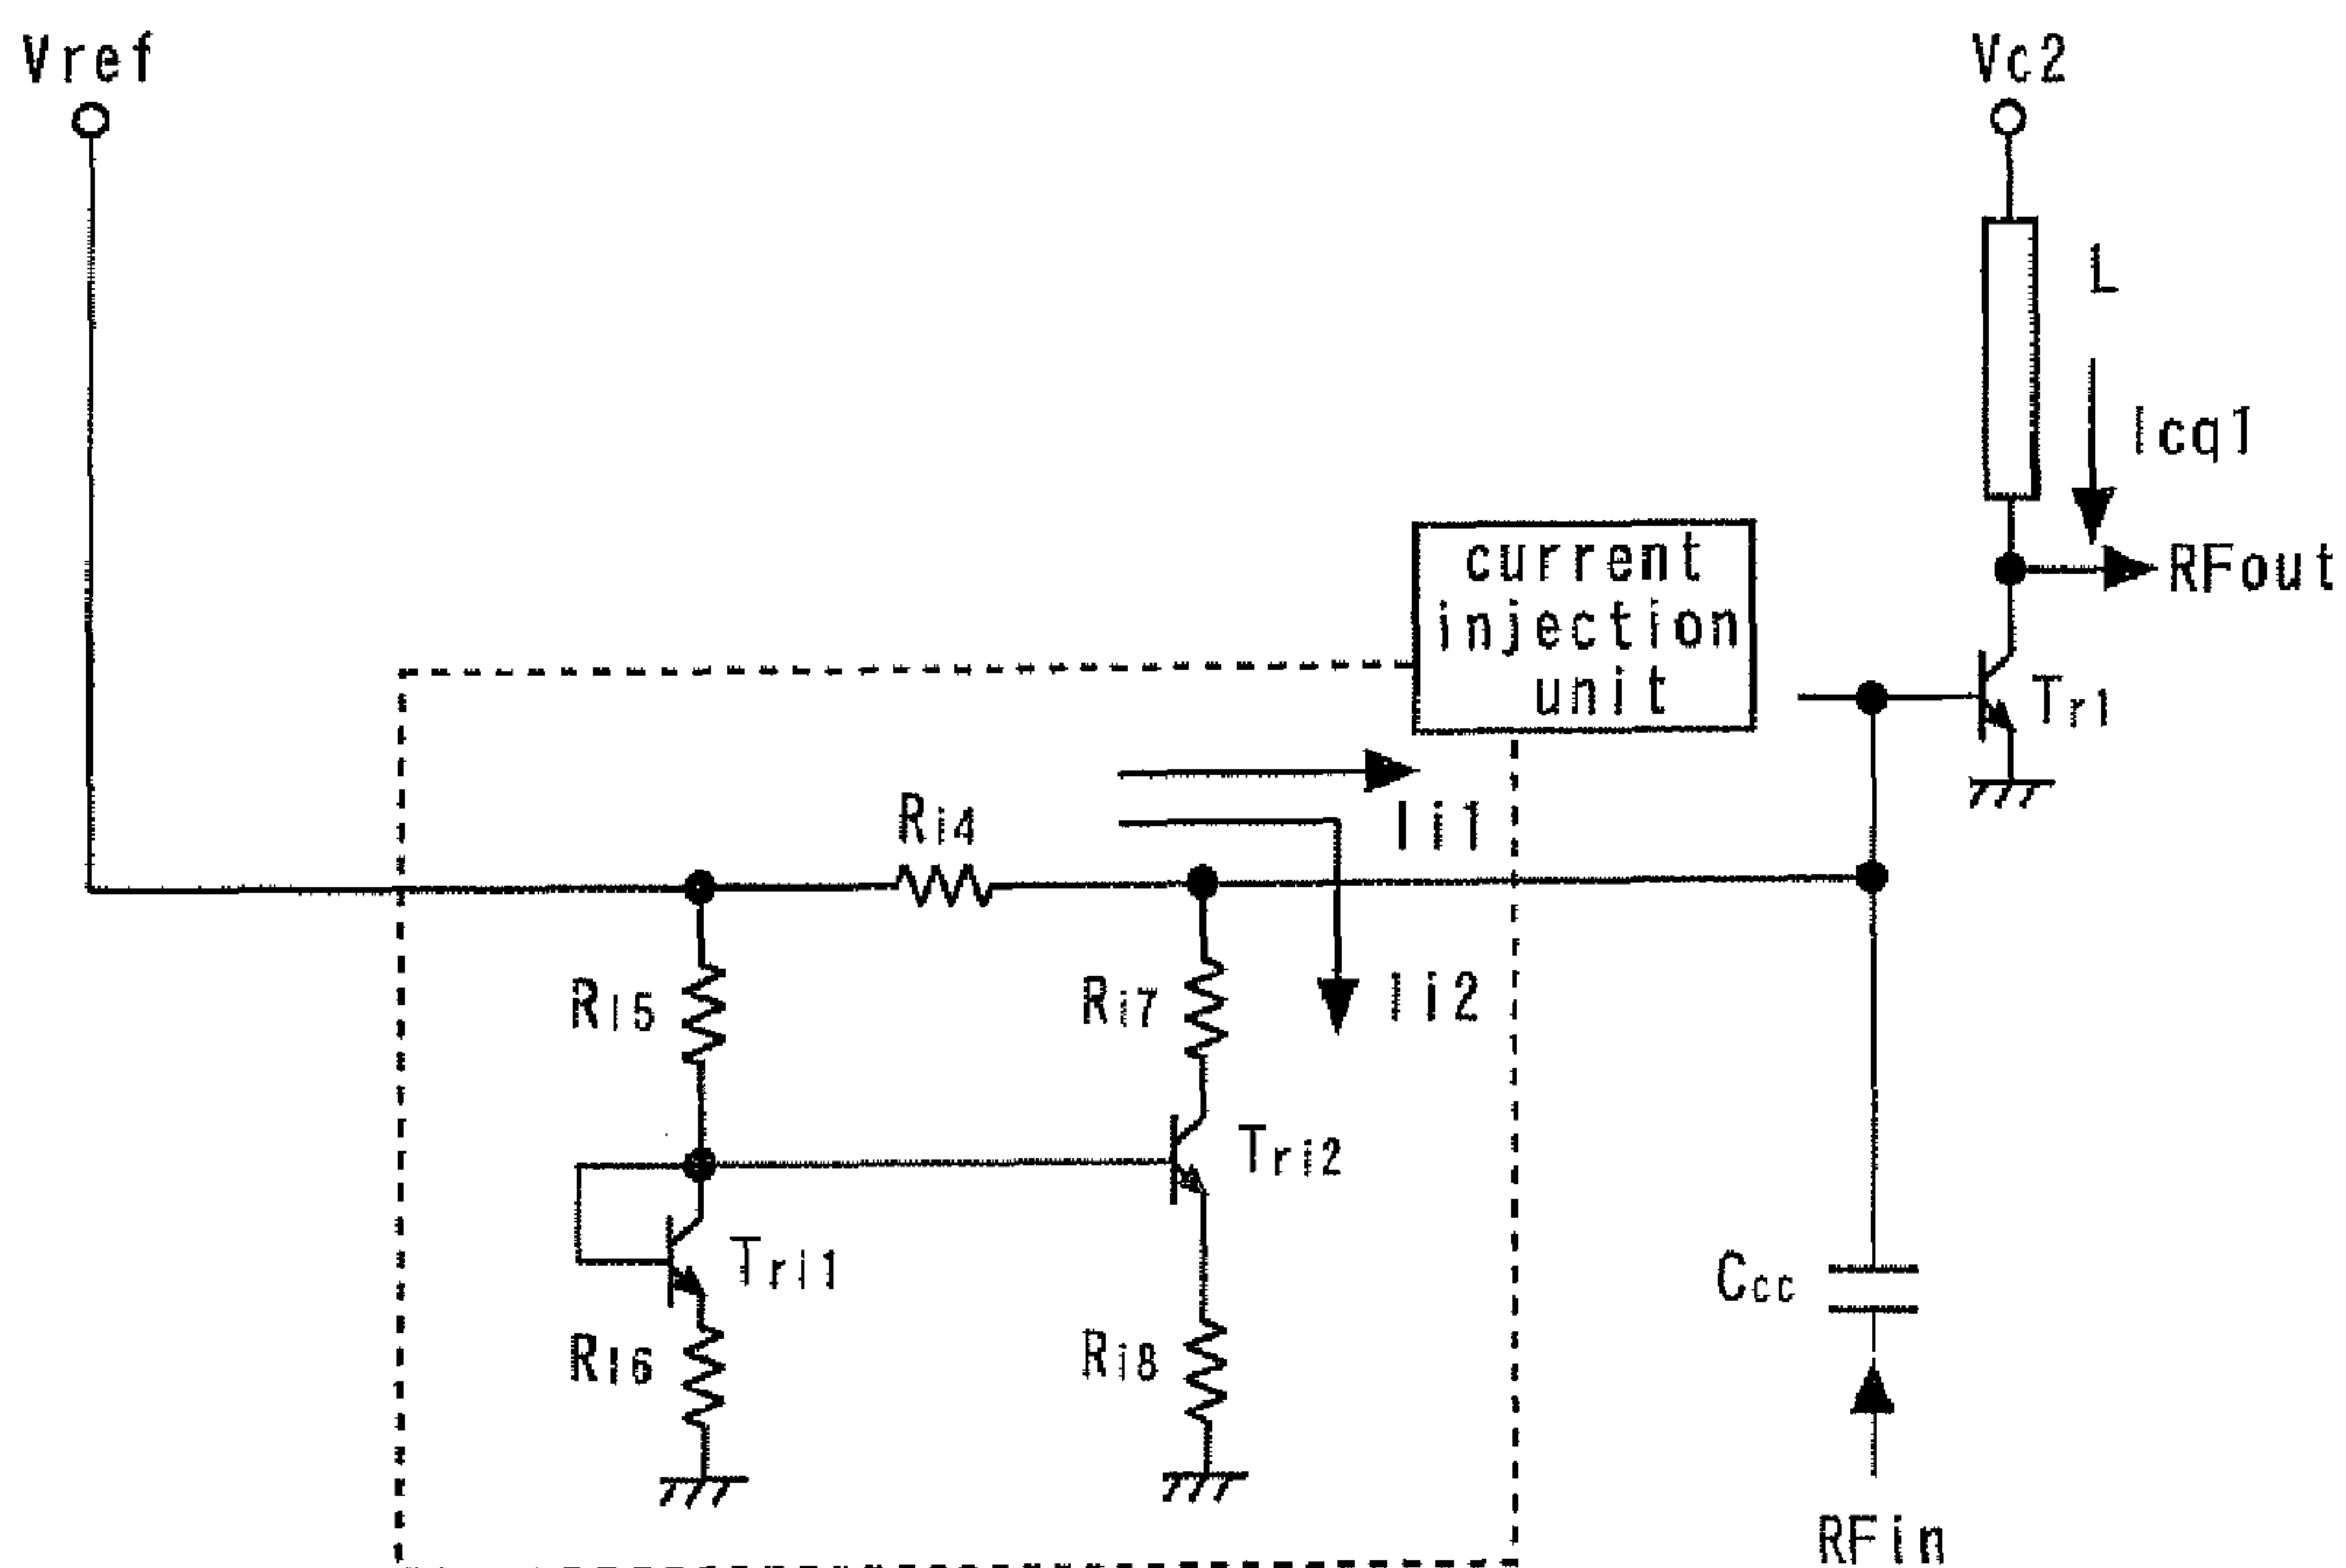 Vref
Vc2
L
Icq1
current
injection
unit
RFout
Tr1
Ri4
Ii1
Ri5
Ri7
Ii2
Tri2
Tri1
Ccc
Ri6
Ri8
RFin